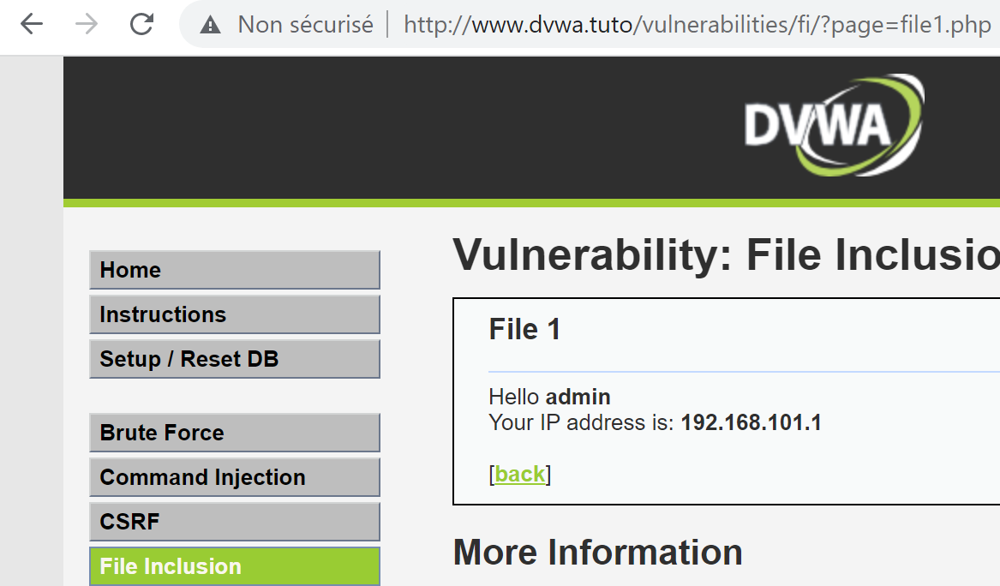 Non sécurisé http://www.dvwa.tuto/vulnerabilities/fi/?page=file1.php
DVWA
Home
Instructions
Setup / Reset DB
Brute Force
Command Injection
CSRF
File Inclusion
Vulnerability: File Inclusio
File 1
Hello admin
Your IP address is: 192.168.101.1
[back]
More Information